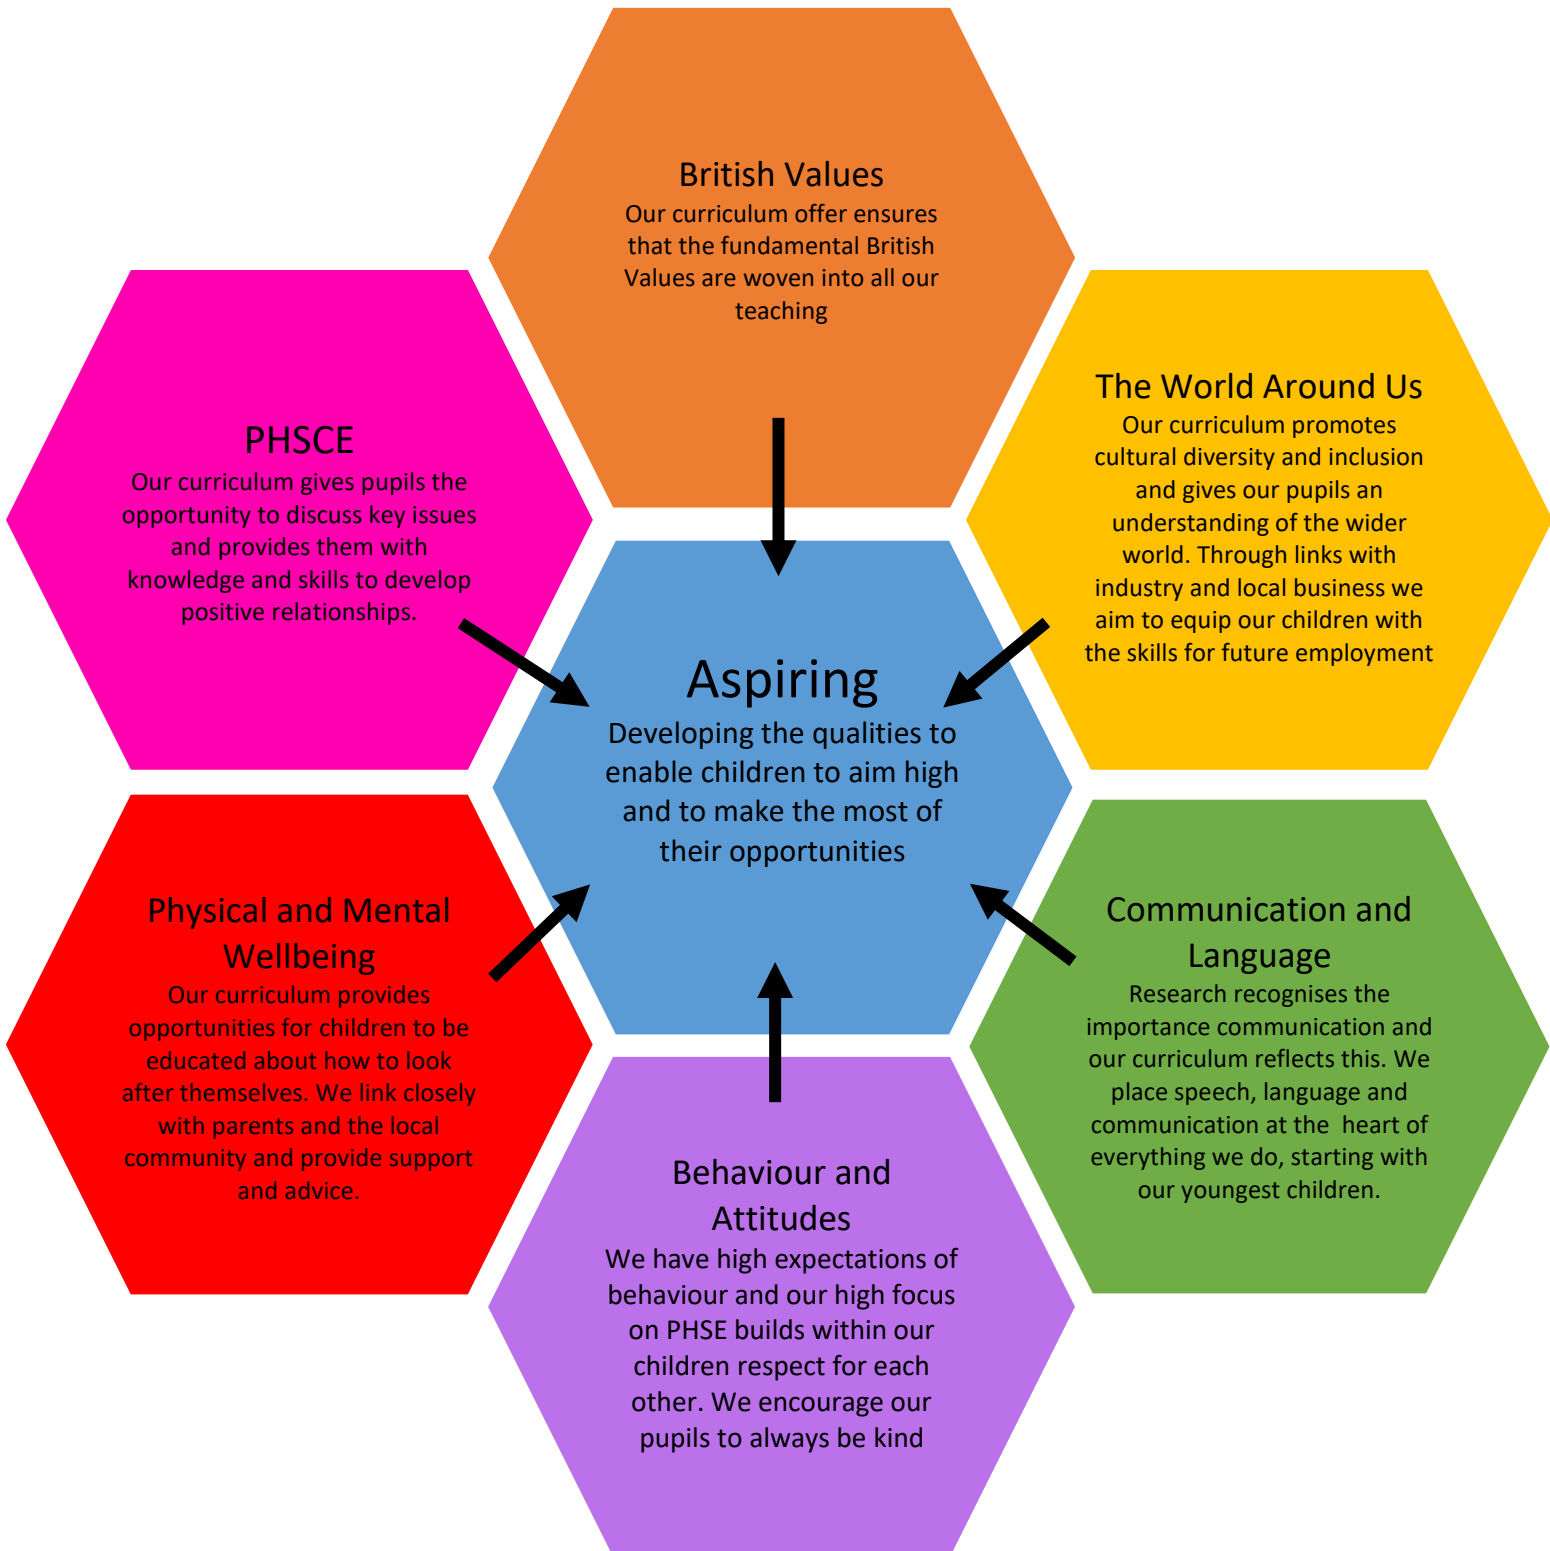 British Values
Our curriculum offer ensures
that the fundamental British
Values are woven into all our
teaching
PHSCE
Our curriculum gives pupils the
opportunity to discuss key issues
and provides them with
knowledge and skills to develop
positive relationships.
The World Around Us
Our curriculum promotes
cultural diversity and inclusion
and gives our pupils an
understanding of the wider
world. Through links with
industry and local business we
aim to equip our children with
the skills for future employment
Aspiring
Developing the qualities to
enable children to aim high
and to make the most of
their opportunities
Physical and Mental
Wellbeing
Our curriculum provides
opportunities for children to be
educated about how to look
after themselves. We link closely
with parents and the local
community and provide support
and advice.
Communication and
Language
Research recognises the
importance communication and
our curriculum reflects this. We
place speech, language and
communication at the  heart of
everything we do, starting with
our youngest children.
Behaviour and
Attitudes
We have high expectations of
behaviour and our high focus
on PHSE builds within our
children respect for each
other. We encourage our
pupils to always be kind